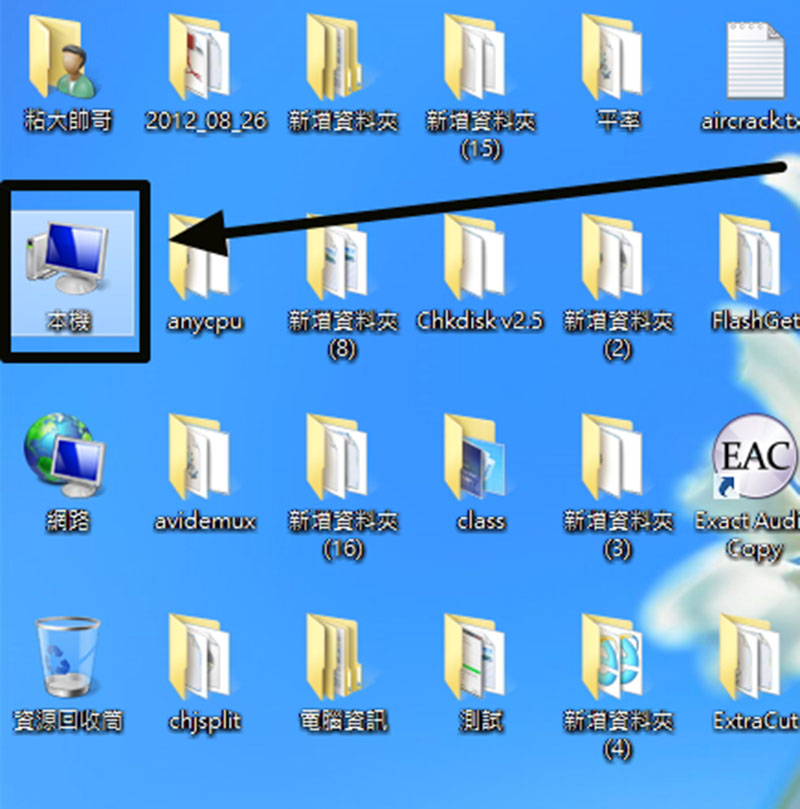 粘大帥哥
2012_08_26
新增資料夾
新增資料夾
(15)
平率
aircrack.tx
本機
anycpu
新增資料夾
(8)
Chkdisk v2.5
新增資料夾
(2)
FlashGet
網路
avidemux
新增資料夾
(16)
class
新增資料夾
(3)
EAC
Exact Audi
Copy
資源回收筒
chjsplit
電腦資訊
測試
新增資料夾
(4)
ExtraCut